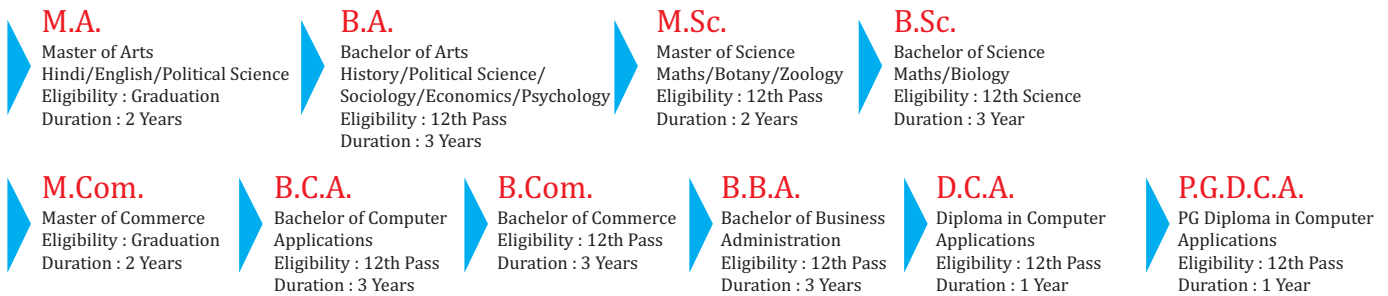 M.A.
Master of Arts
Hindi/English/Political Science
Eligibility : Graduation
Duration : 2 Years
B.A.
Bachelor of Arts
History/Political Science/
Sociology/Economics/Psychology
Eligibility : 12th Pass
Duration : 3 Years
M.Sc.
Master of Science
Maths/Botany/Zoology
Eligibility : 12th Pass
Duration : 2 Years
B.Sc.
Bachelor of Science
Maths/Biology
Eligibility : 12th Science
Duration : 3 Year
M.Com.
Master of Commerce
Eligibility : Graduation
Duration : 2 Years
B.C.A.
Bachelor of Computer
Applications
Eligibility : 12th Pass
Duration : 3 Years
B.Com.
Bachelor of Commerce
Eligibility : 12th Pass
Duration : 3 Years
B.B.A.
Bachelor of Business
Administration
Eligibility : 12th Pass
Duration : 3 Years
D.C.A.
Diploma in Computer
Applications
Eligibility : 12th Pass
Duration : 1 Year
P.G.D.C.A.
PG Diploma in Computer
Applications
Eligibility : 12th Pass
Duration : 1 Year